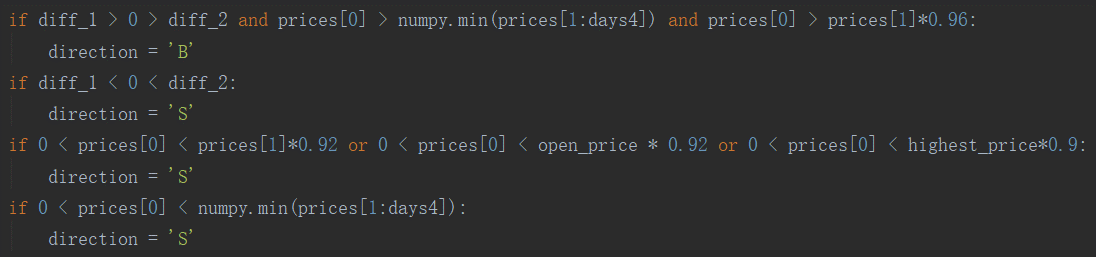 if diff_1 > 0 > diff_2 and prices[0] > numpy.min(prices[1:days4]) and prices[0] > prices[1]*0.96:
    direction = 'B'
if diff_1 < 0 < diff_2:
    direction = 'S'
if 0 < prices[0] < prices[1]*0.92 or 0 < prices[0] < open_price * 0.92 or 0 < prices[0] < highest_price*0.9:
    direction = 'S'
if 0 < prices[0] < numpy.min(prices[1:days4]):
    direction = 'S'